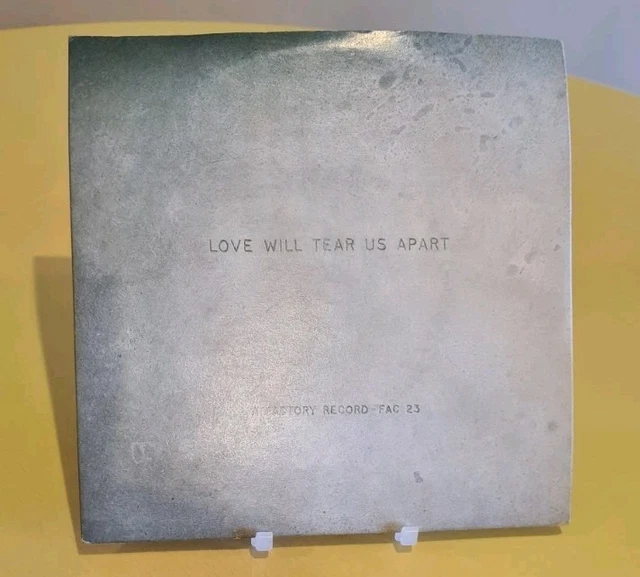 LOVE WILL TEAR US APART
A FACTORY RECORD-FAC 23